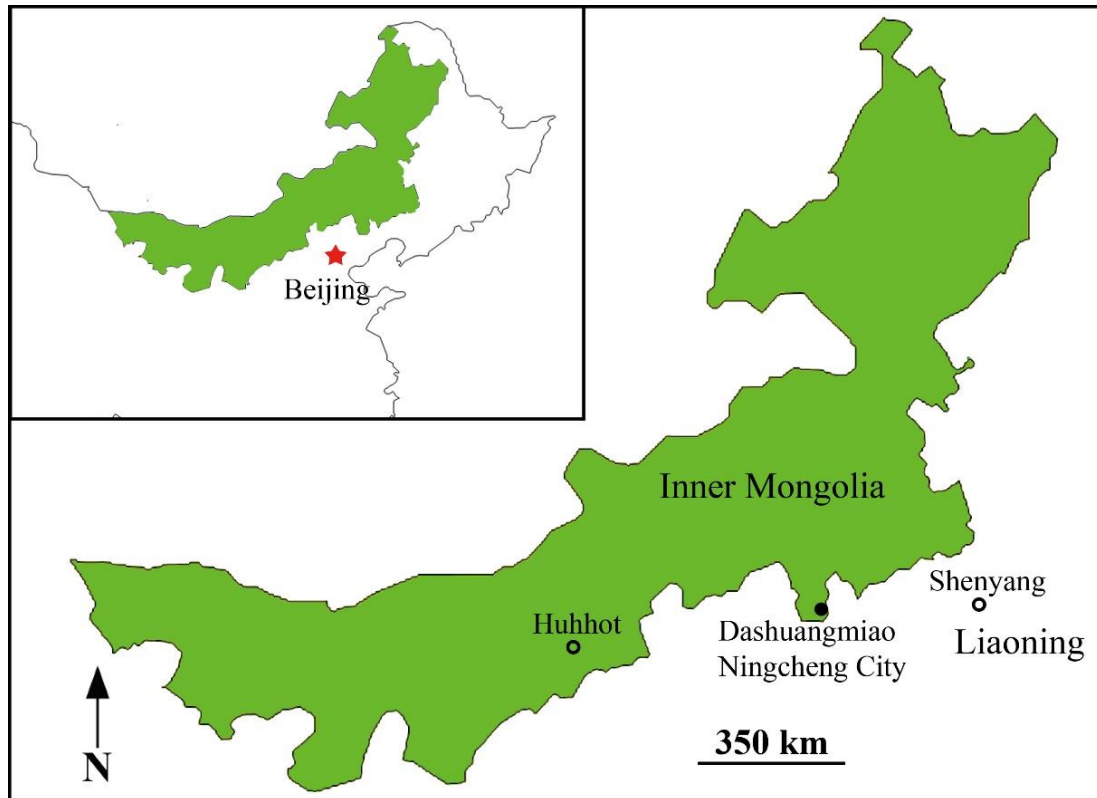 Beijing
Inner Mongolia
Shenyang
Huhhot
Dashuangmiao
Ningcheng City
Liaoning
N
350 km